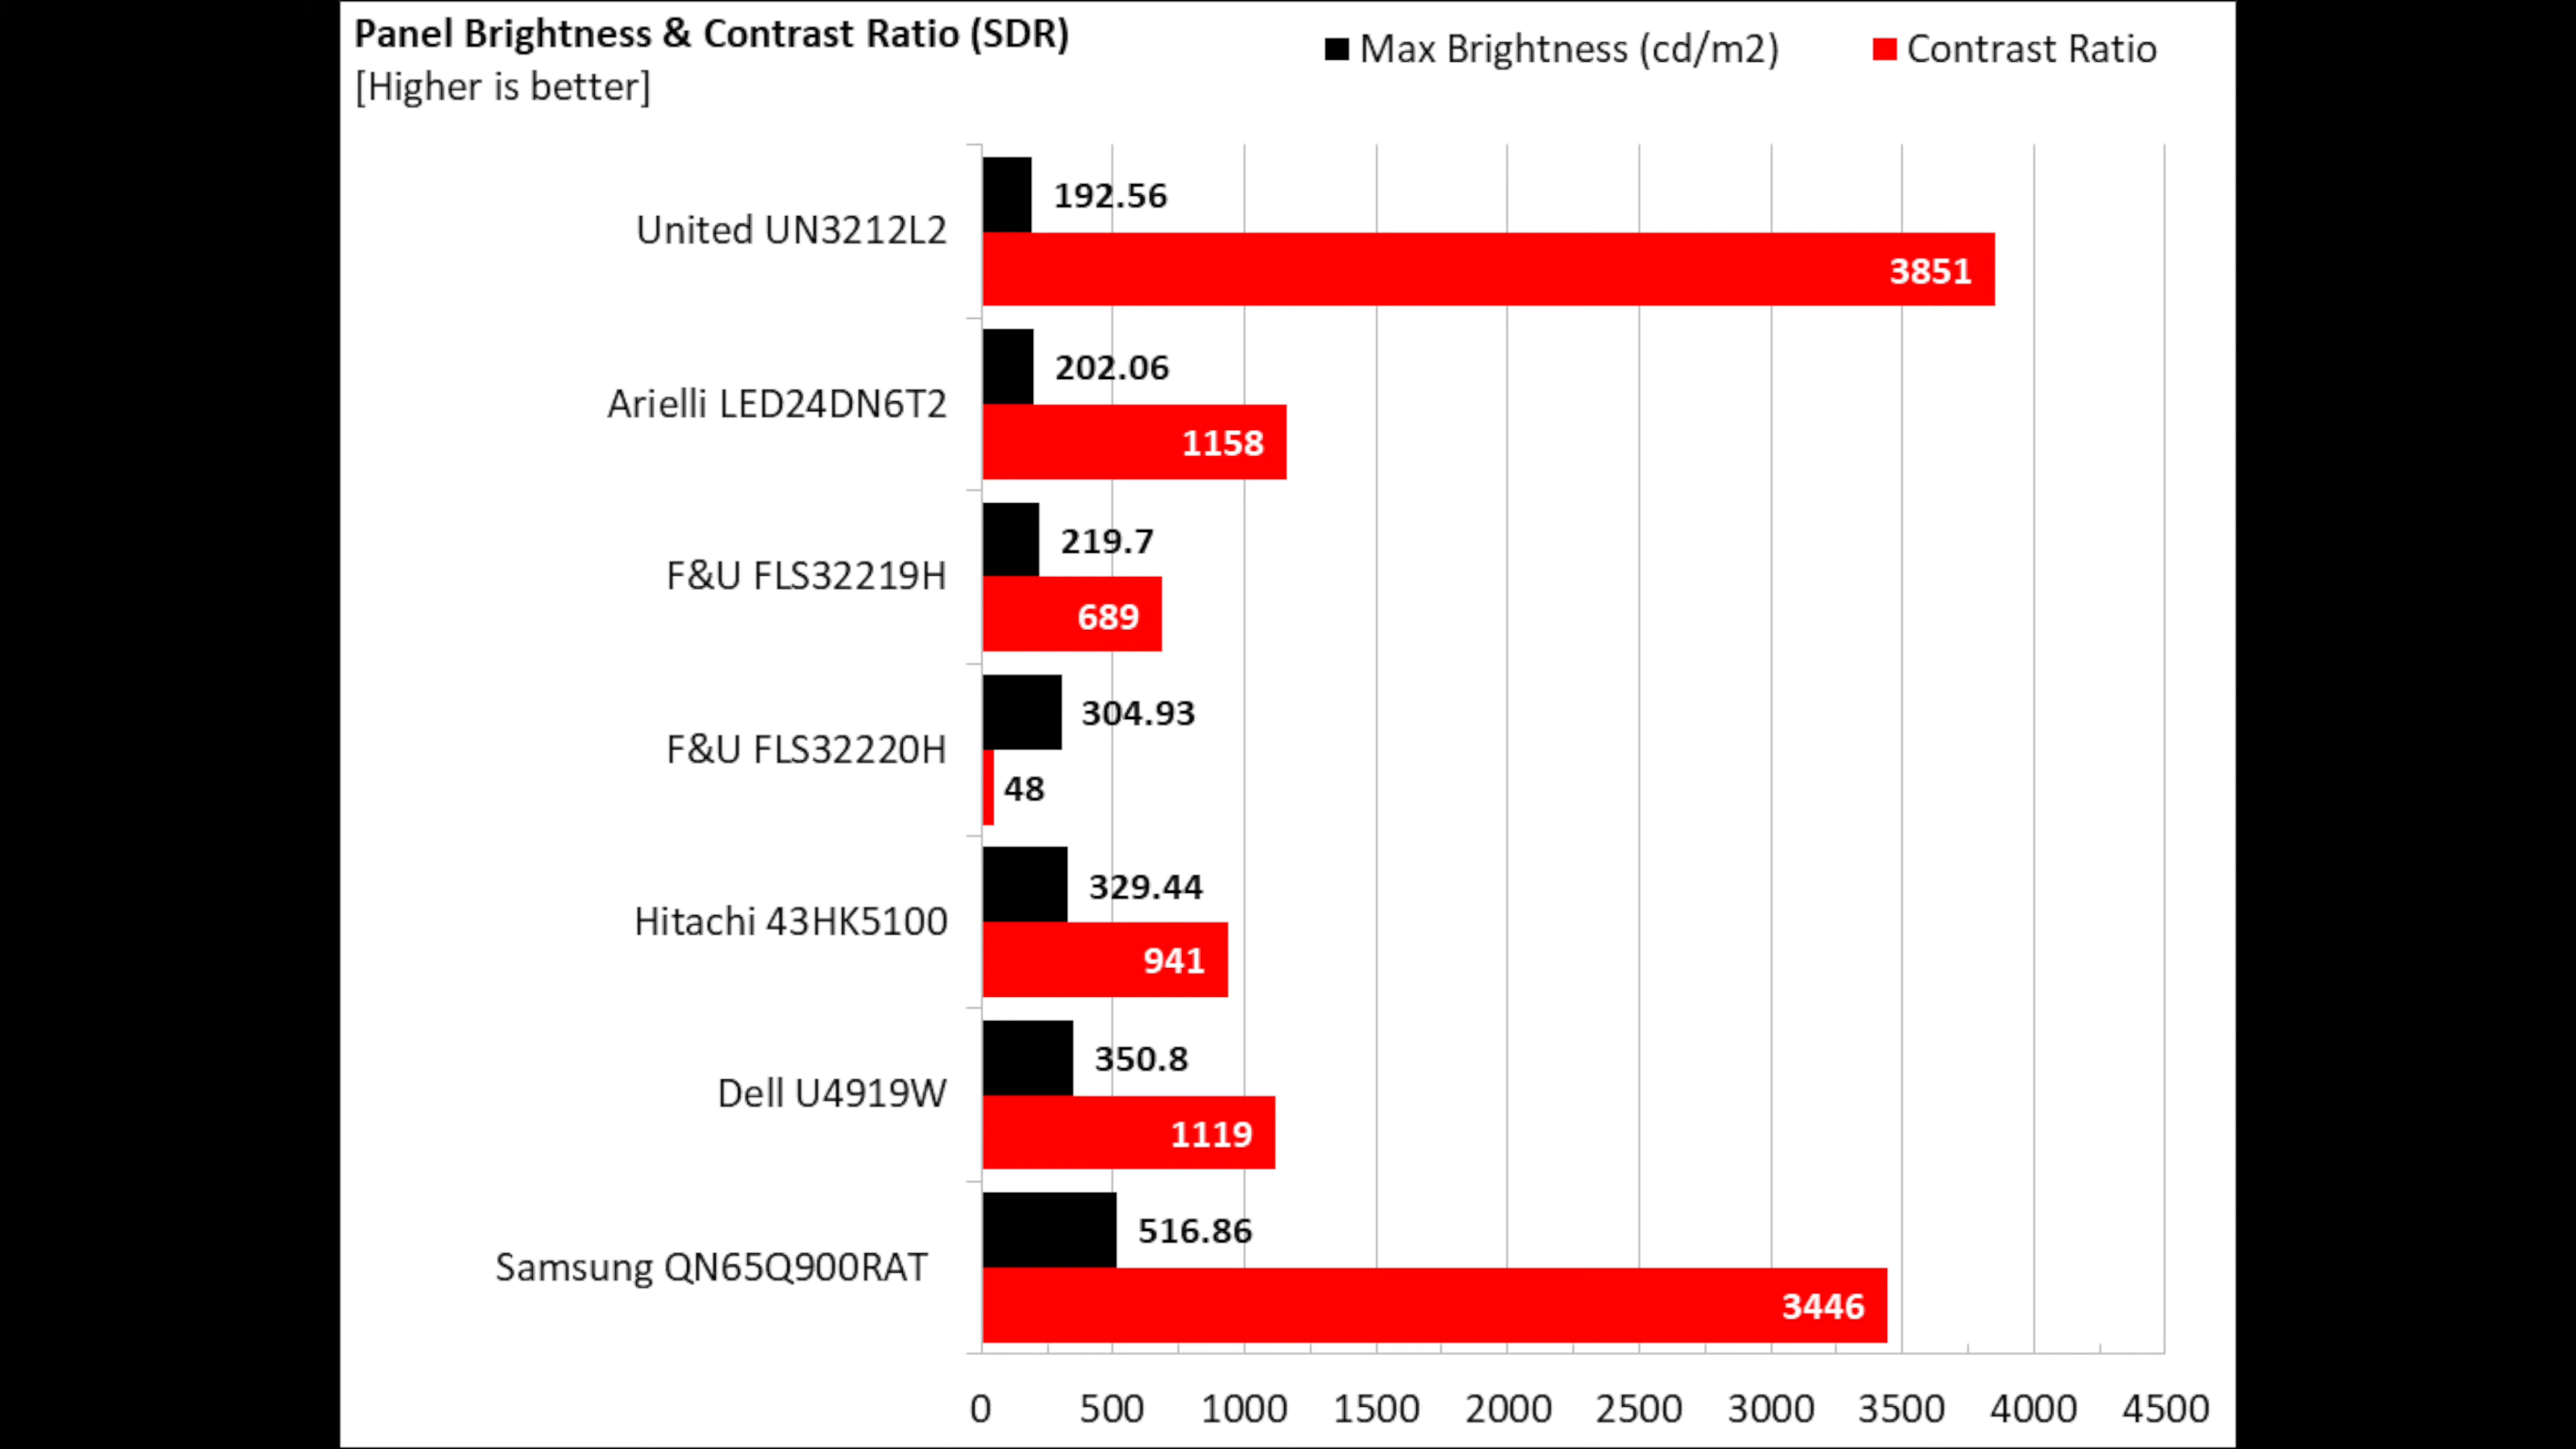 Panel Brightness & Contrast Ratio (SDR)
[Higher is better]
Max Brightness (cd/m2) Contrast Ratio
United UN3212L2
192.56
3851
Arielli LED24DN6T2
202.06
1158
F&U FLS32219H
219.7
689
F&U FLS32220H
304.93
48
Hitachi 43HK5100
329.44
941
Dell U4919W
350.8
1119
Samsung QN65Q900RAT
516.86
3446
0 500 1000 1500 2000 2500 3000 3500 4000 4500